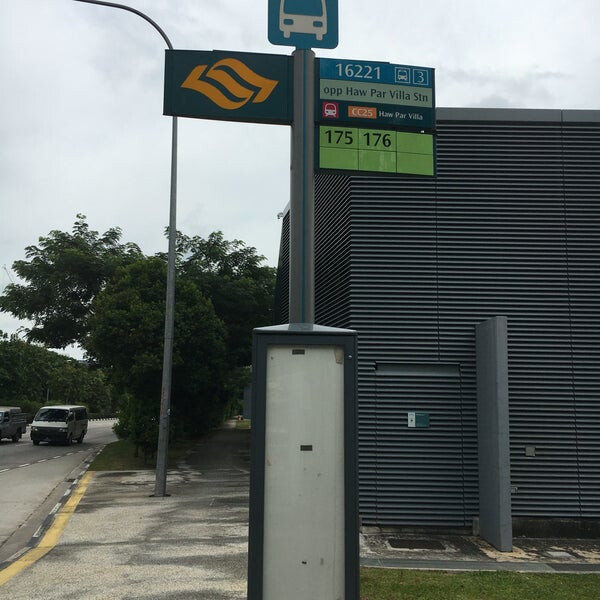 16221 3
opp Haw Par Villa Stn
CC25 Haw Par Villa
175 176